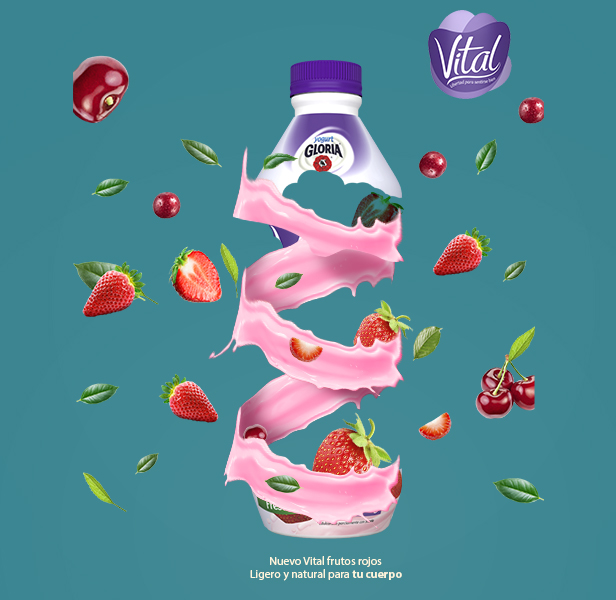 Vital
yogurt
GLORIA
Nuevo Vital frutos rojos
Ligero y natural para tu cuerpo